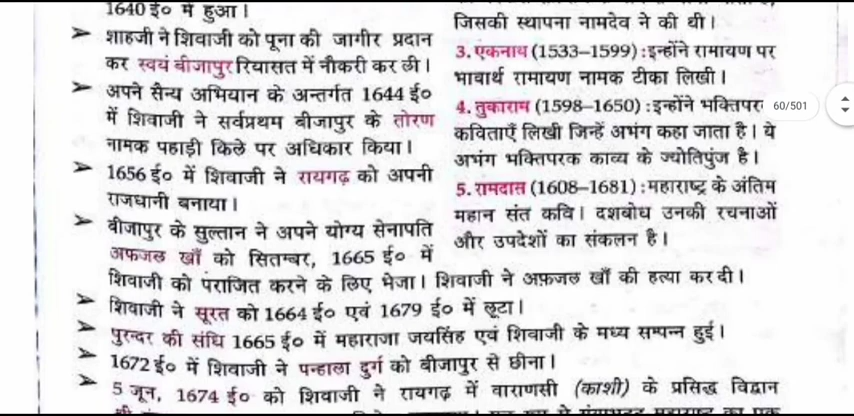 1640 ई० में हुआ।
➤ शाहजी ने शिवाजी को पूना की जागीर प्रदान
कर स्वयं बीजापुर रियासत में नौकरी कर ली।
➤ अपने सैन्य अभियान के अन्तर्गत 1644 ई०
में शिवाजी ने सर्वप्रथम बीजापुर के तोरण
नामक पहाड़ी किले पर अधिकार किया।
➤ 1656 ई० में शिवाजी ने रायगढ़ को अपनी
राजधानी बनाया।
➤ बीजापुर के सुल्तान ने अपने योग्य सेनापति
अफजल खाँ को सितम्बर, 1665 ई० में
जिसकी स्थापना नामदेव ने की थी।
3. एकनाथ (1533–1599) : इन्होंने रामायण पर
भावार्थ रामायण नामक टीका लिखी।
4. तुकाराम (1598–1650) : इन्होंने भक्तिपर
60/501
कविताएँ लिखी जिन्हें अभंग कहा जाता है। ये
अभंग भक्तिपरक काव्य के ज्योतिपुंज है।
5. रामदास (1608–1681) : महाराष्ट्र के अंतिम
महान संत कवि। दशबोध उनकी रचनाओं
और उपदेशों का संकलन है।
शिवाजी को पराजित करने के लिए भेजा। शिवाजी ने अफ़जल खाँ की हत्या कर दी।
➤ शिवाजी ने सूरत को 1664 ई० एवं 1679 ई० में लूटा।
➤ पुरन्दर की संधि 1665 ई० में महाराजा जयसिंह एवं शिवाजी के मध्य सम्पन्न हुई।
➤ 1672 ई० में शिवाजी ने पन्हाला दुर्ग को बीजापुर से छीना।
➤ 5 जून, 1674 ई० को शिवाजी ने रायगढ़ में वाराणसी (काशी) के प्रसिद्ध विद्वान